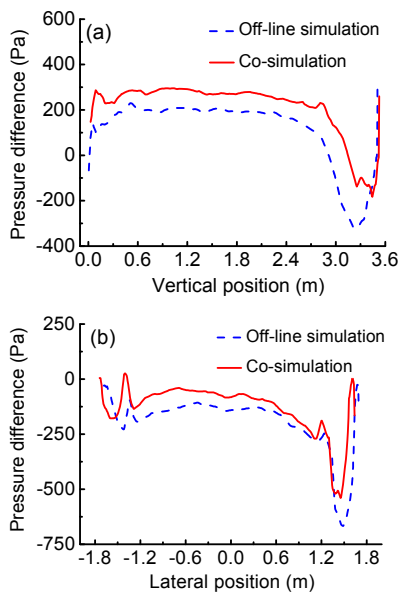 600
(a)
Off-line simulation
Co-simulation
400
200
0
-200
-400
0.0 0.6 1.2 1.8 2.4 3.0 3.6
Pressure difference (Pa)
Vertical position (m)
250
(b)
Off-line simulation
Co-simulation
0
-250
-500
-750
-1.8 -1.2 -0.6 0.0 0.6 1.2 1.8
Pressure difference (Pa)
Lateral position (m)